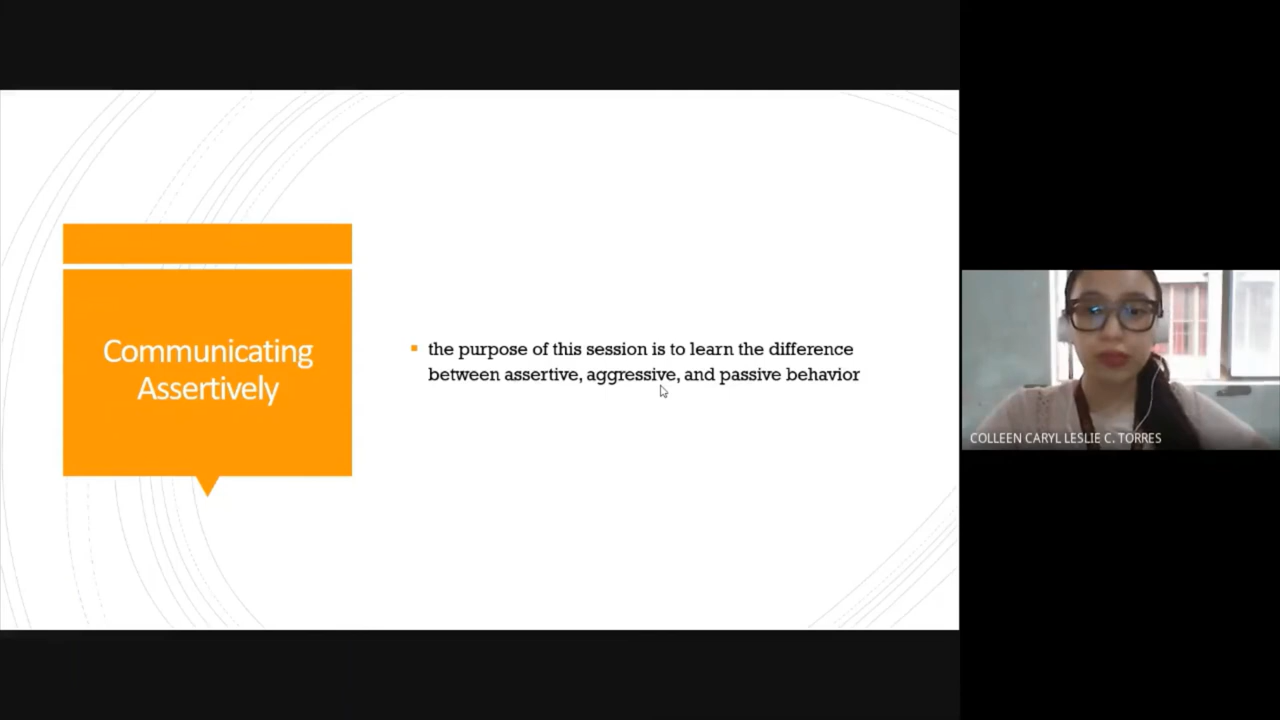 Communicating
Assertively
the purpose of this session is to learn the difference
between assertive, aggressive, and passive behavior
COLLEEN CARYL LESLIE C. TORRES